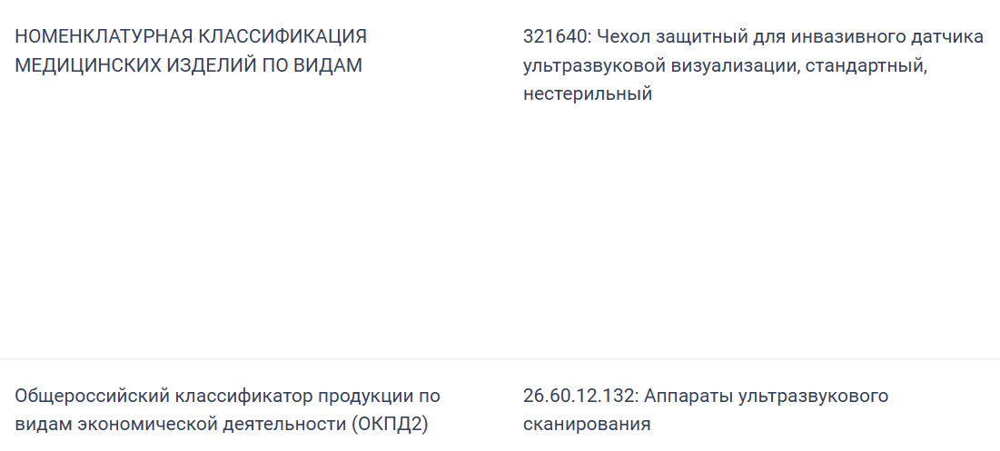 НОМЕНКЛАТУРНАЯ КЛАССИФИКАЦИЯ
МЕДИЦИНСКИХ ИЗДЕЛИЙ ПО ВИДАМ
321640: Чехол защитный для инвазивного датчика
ультразвуковой визуализации, стандартный,
нестерильный
Общероссийский классификатор продукции по
видам экономической деятельности (ОКПД2)
26.60.12.132: Аппараты ультразвукового
сканирования